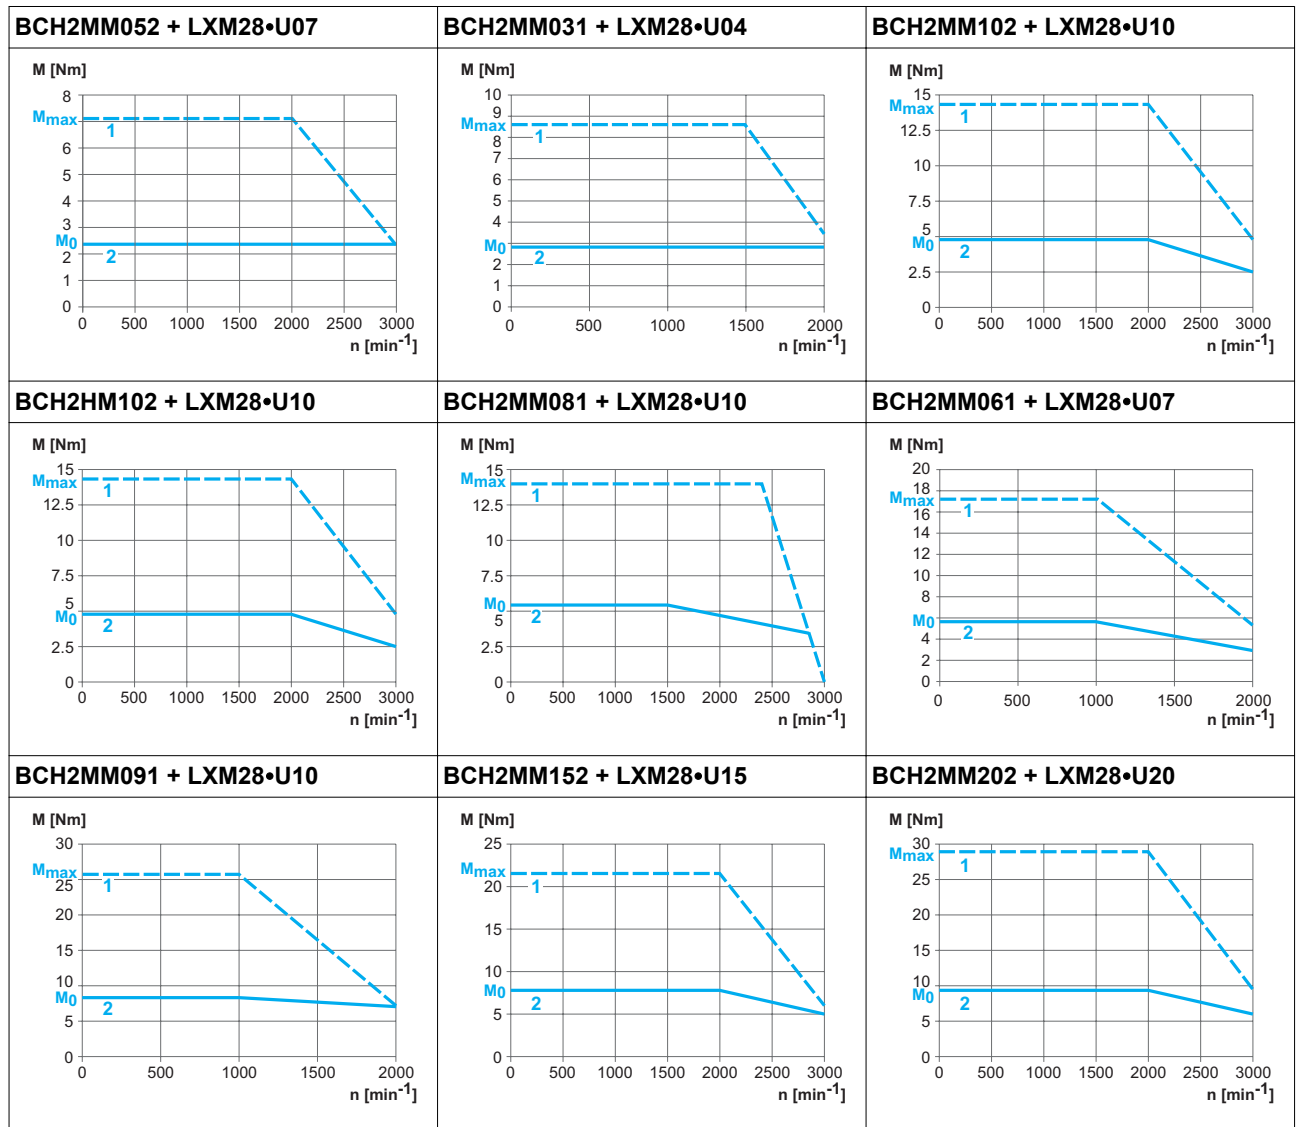 BCH2MM052 + LXM28•U07
M [Nm]
8
Mmax
1
6
5
4
3
M0
2
2
1
0
0 500 1000 1500 2000 2500 3000
n [min-1]
BCH2MM031 + LXM28•U04
M [Nm]
10
9
Mmax
1
8
7
6
5
4
M0
2
2
1
0
0 500 1000 1500 2000
n [min-1]
BCH2MM102 + LXM28•U10
M [Nm]
15
Mmax
1
12.5
10
7.5
5
M0
2
2.5
0
0 500 1000 1500 2000 2500 3000
n [min-1]
BCH2HM102 + LXM28•U10
M [Nm]
15
Mmax
1
12.5
10
7.5
5
M0
2
2.5
0
0 500 1000 1500 2000 2500 3000
n [min-1]
BCH2MM081 + LXM28•U10
M [Nm]
15
Mmax
1
12.5
10
7.5
M0
5
2
2.5
0
0 500 1000 1500 2000 2500 3000
n [min-1]
BCH2MM061 + LXM28•U07
M [Nm]
20
18
Mmax
16
1
14
12
10
8
M0
2
4
2
0
0 500 1000 1500 2000
n [min-1]
BCH2MM091 + LXM28•U10
M [Nm]
30
Mmax
25
1
20
15
10
M0
2
5
0
0 500 1000 1500 2000
n [min-1]
BCH2MM152 + LXM28•U15
M [Nm]
25
Mmax
1
20
15
10
M0
2
5
0
0 500 1000 1500 2000 2500 3000
n [min-1]
BCH2MM202 + LXM28•U20
M [Nm]
30
Mmax
1
25
20
15
10
M0
2
5
0
0 500 1000 1500 2000 2500 3000
n [min-1]